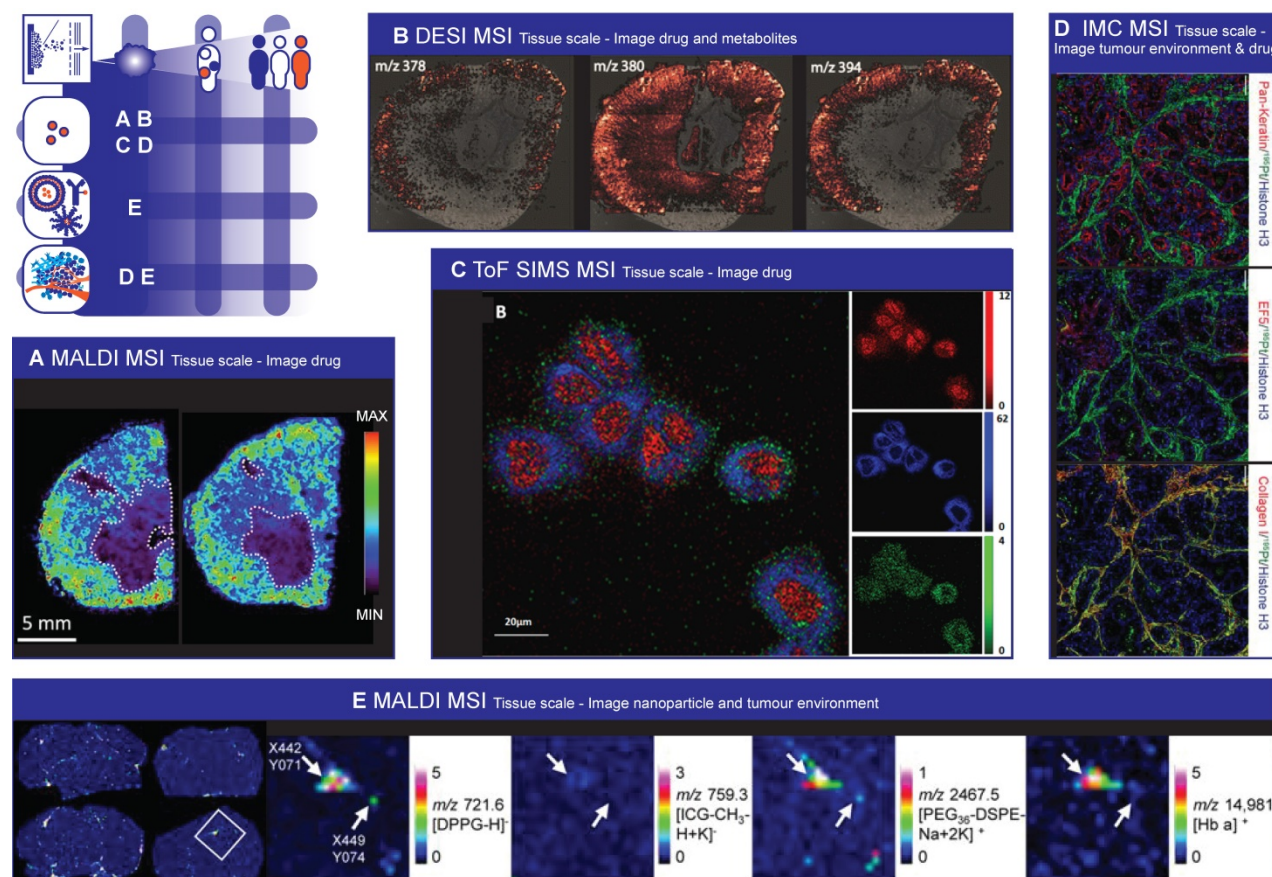 A B
C D
E
D E
A MALDI MSI Tissue scale - Image drug
MAX
MIN
5 mm
B DESI MSI Tissue scale - Image drug and metabolites
m/z 378
m/z 380
m/z 394
C ToF SIMS MSI Tissue scale - Image drug
B
20µm
12
0
62
0
4
0
D IMC MSI Tissue scale -
Image tumour environment & drug
Pan-Keratin/¹⁹⁵Pt/Histone H3
EF5/¹⁹⁵Pt/Histone H3
Collagen I/¹⁹⁵Pt/Histone H3
E MALDI MSI Tissue scale - Image nanoparticle and tumour environment
X442
Y071
X449
Y074
5
m/z 721.6
[DPPG-H]⁻
0
3
m/z 759.3
[ICG-CH₃-
H+K]⁻
0
1
m/z 2467.5
[PEG₃₆-DSPE-
Na+2K] ⁺
0
5
m/z 14,981
[Hb a] ⁺
0